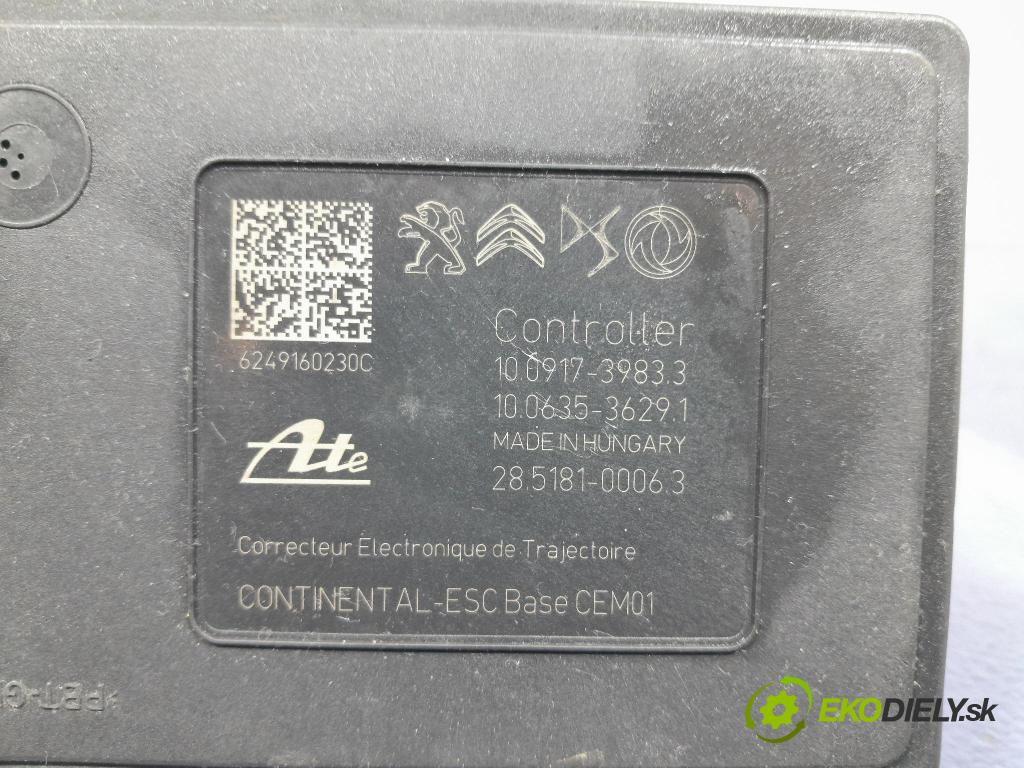 6249160230C
Controller
10.0917-3983.3
10.0635-3629.1
MADE IN HUNGARY
28.5181-0006.3
Ate
Correcteur Électronique de Trajectoire
CONTINENTAL-ESC Base CEM01
EKODIELY.sk